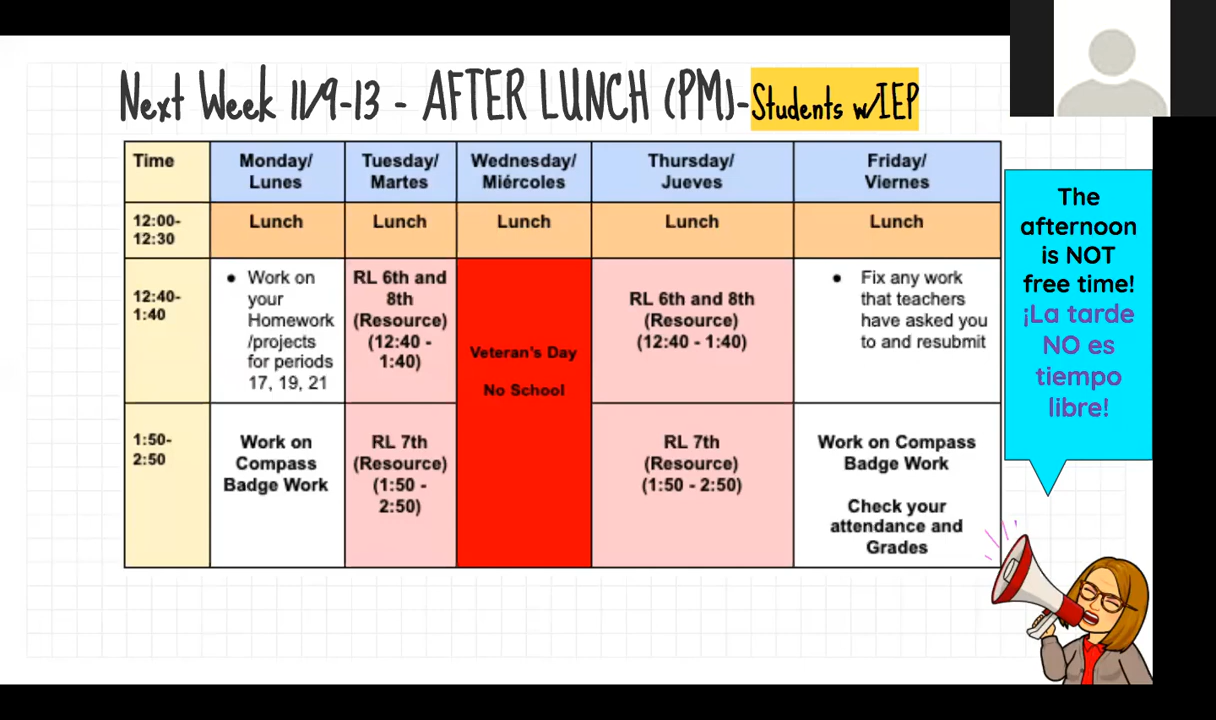 Next Week 11/9-13 - AFTER LUNCH (PM)-Students w/IEP
Time
Monday/
Lunes
Tuesday/
Martes
Wednesday/
Miércoles
Thursday/
Jueves
Friday/
Viernes
12:00-
12:30
Lunch
Lunch
Lunch
Lunch
Lunch
12:40-
1:40
● Work on
your
Homework
/projects
for periods
17, 19, 21
RL 6th and
8th
(Resource)
(12:40 -
1:40)
Veteran's Day
No School
RL 6th and 8th
(Resource)
(12:40 - 1:40)
● Fix any work
that teachers
have asked you
to and resubmit
1:50-
2:50
Work on
Compass
Badge Work
RL 7th
(Resource)
(1:50 -
2:50)
RL 7th
(Resource)
(1:50 - 2:50)
Work on Compass
Badge Work
Check your
attendance and
Grades
The
afternoon
is NOT
free time!
¡La tarde
NO es
tiempo
libre!